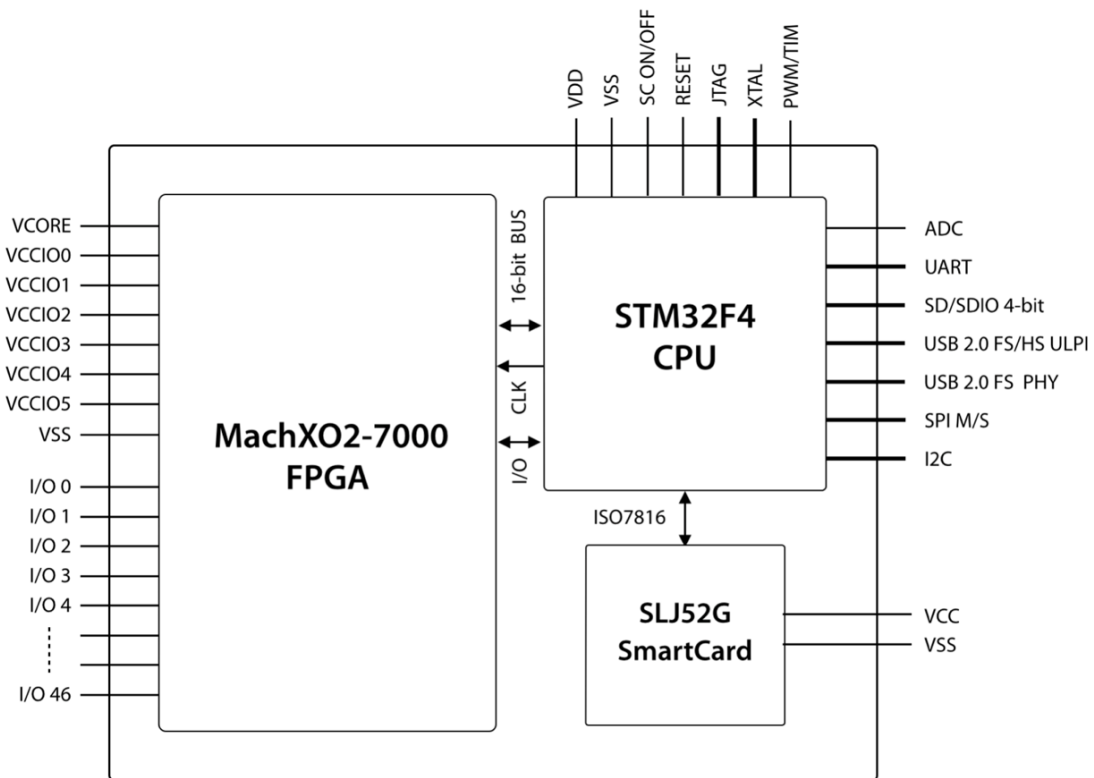 VDD
VSS
SC ON/OFF
RESET
JTAG
XTAL
PWM/TIM
VCORE
VCCIO0
VCCIO1
VCCIO2
VCCIO3
VCCIO4
VCCIO5
VSS
I/O 0
I/O 1
I/O 2
I/O 3
I/O 4
I/O 46
MachXO2-7000
FPGA
16-bit BUS
CLK
I/O
STM32F4
CPU
ADC
UART
SD/SDIO 4-bit
USB 2.0 FS/HS ULPI
USB 2.0 FS PHY
SPI M/S
I2C
ISO7816
SLJ52G
SmartCard
VCC
VSS